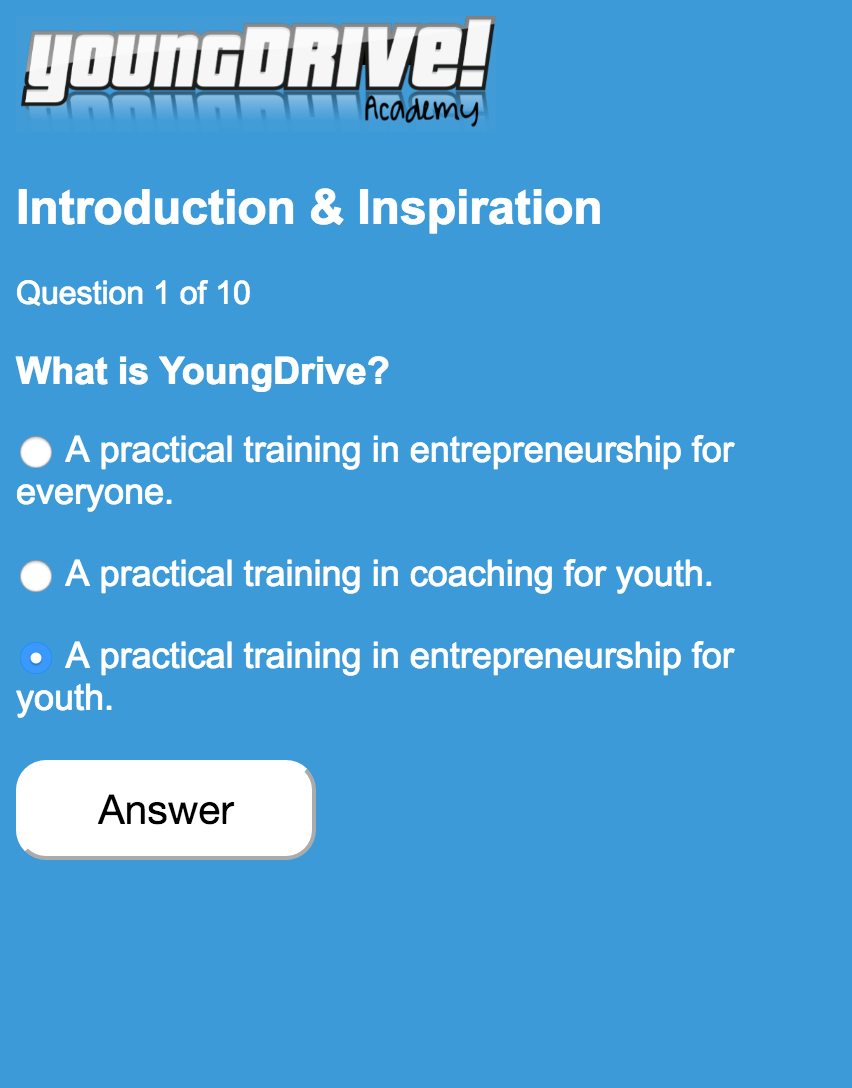 youngDRIVE!
Academy
Introduction & Inspiration
Question 1 of 10
What is YoungDrive?
A practical training in entrepreneurship for
everyone.
A practical training in coaching for youth.
A practical training in entrepreneurship for
youth.
Answer